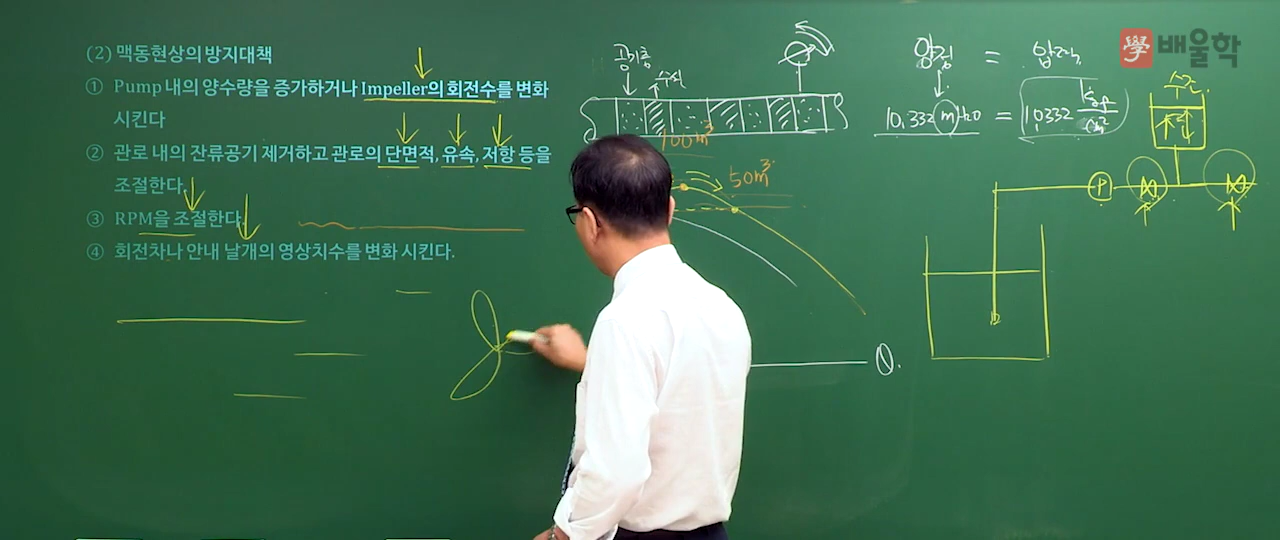 (2) 맥동현상의 방지대책
① Pump 내의 양수량을 증가하거나 Impeller의 회전수를 변화
시킨다
② 관로 내의 잔류공기 제거하고 관로의 단면적, 유속, 저항 등을
조절한다.
③ RPM을 조절한다.
④ 회전차나 안내 날개의 영상치수를 변화 시킨다.
공기층
수적
100m³
50m³
Q.
양정 = 압력
10.332 mH₂O = 1.0332 kgf/cm²
수조
P
學 배울학